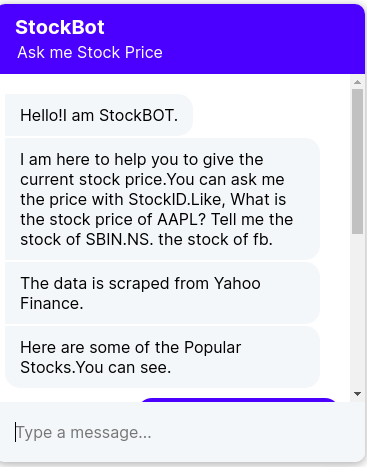 StockBot
Ask me Stock Price
Hello!I am StockBOT.
I am here to help you to give the
current stock price.You can ask me
the price with StockID.Like, What is
the stock price of AAPL? Tell me the
stock of SBIN.NS. the stock of fb.
The data is scraped from Yahoo
Finance.
Here are some of the Popular
Stocks.You can see.
Type a message...